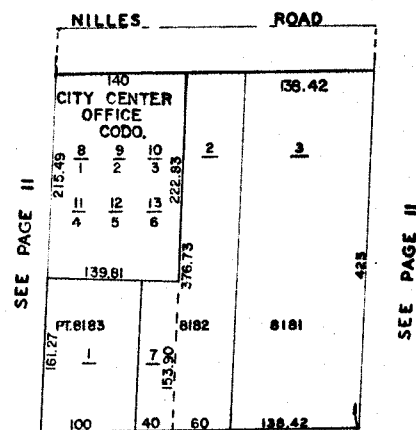 NILLES ROAD
140
138.42
CITY CENTER
OFFICE
CODO.
8 9 10
1 2 3
2
3
215.49
222.83
11 12 13
4 5 6
SEE PAGE 11
SEE PAGE 11
139.81
376.73
425
PT.8183
8182
8181
161.27
1
7
153.90
100 40 60 138.42